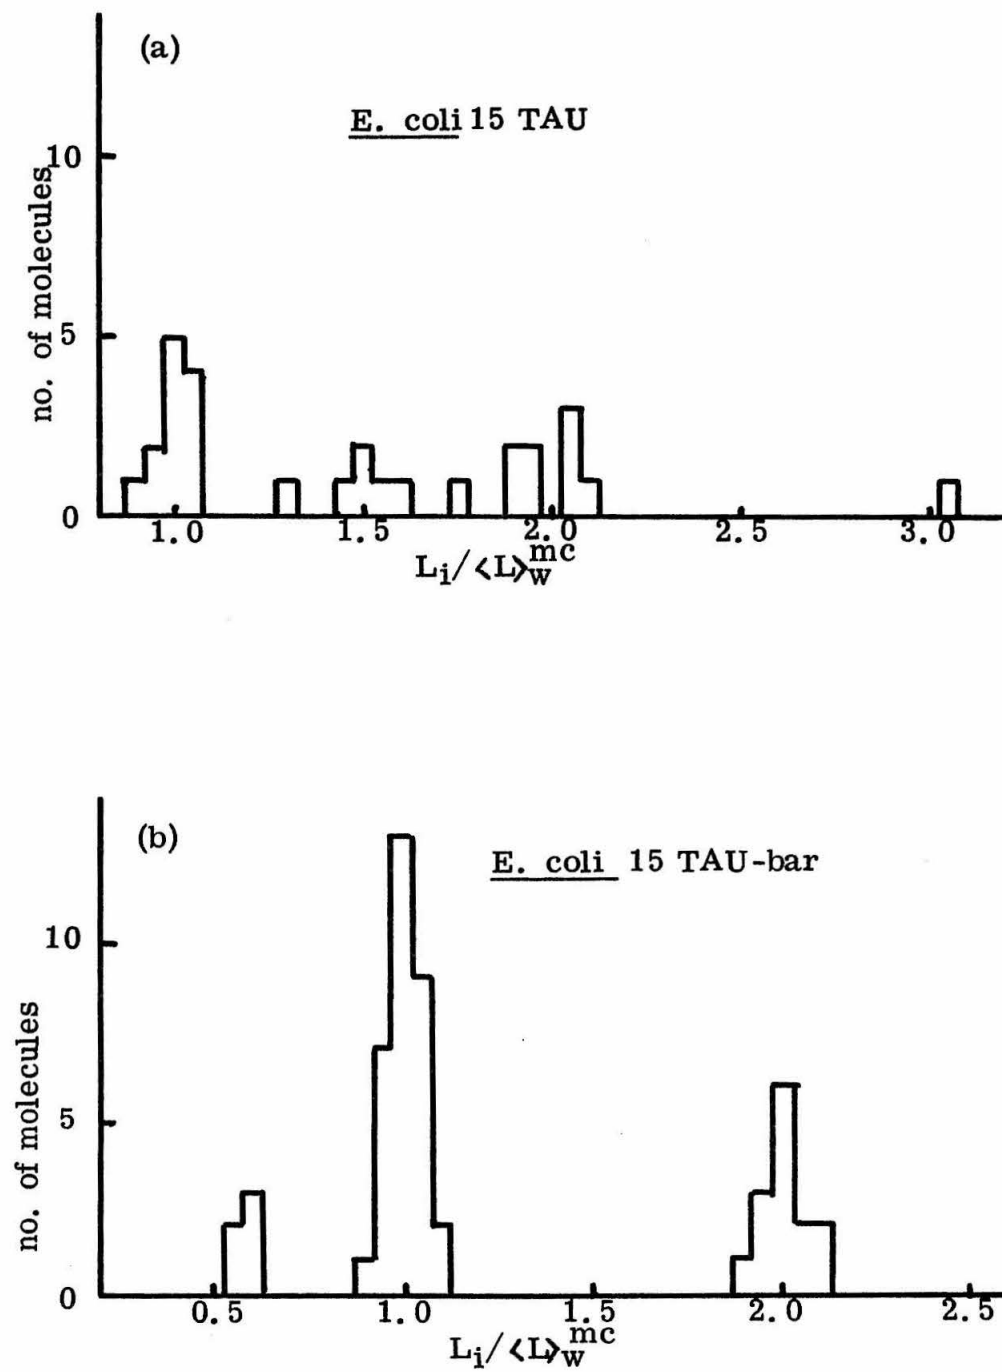 (a)
E. coli 15 TAU
no. of molecules
10
5
0
1.0 1.5 2.0 2.5 3.0
Li/⟨L⟩w^mc
(b)
E. coli 15 TAU-bar
no. of molecules
10
5
0
0.5 1.0 1.5 2.0 2.5
Li/⟨L⟩w^mc